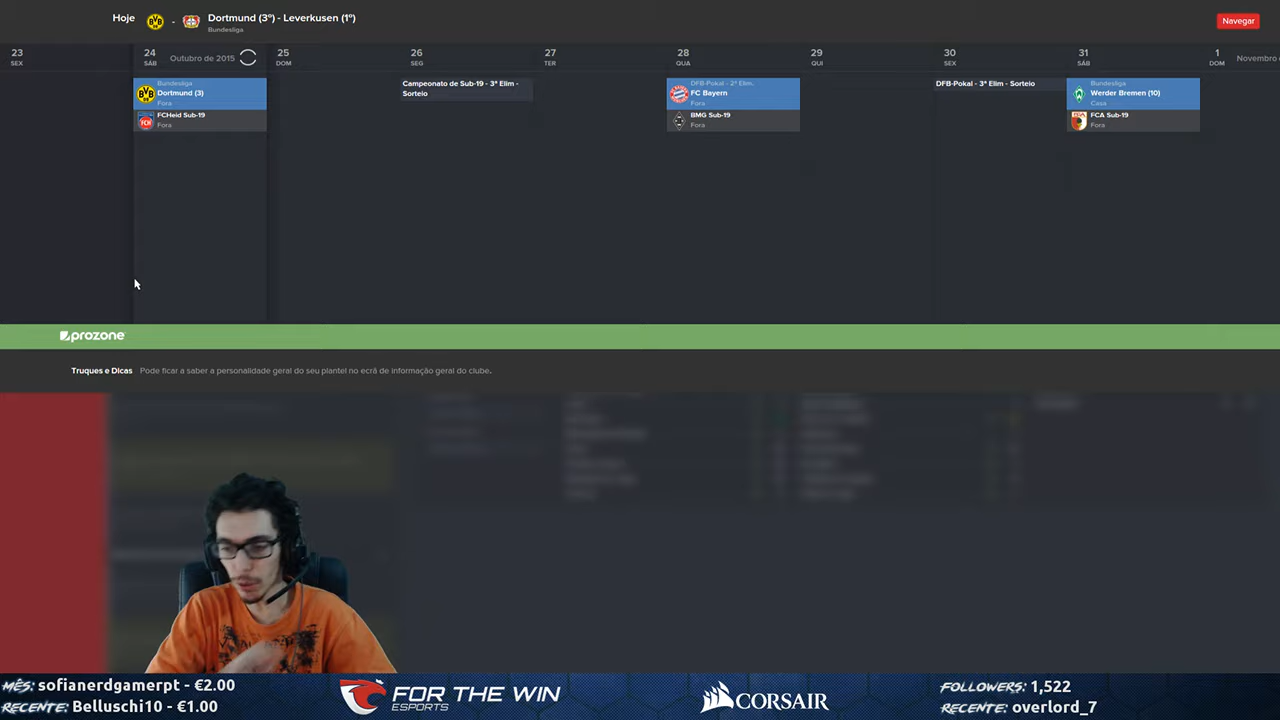 Hoje
Dortmund (3º) - Leverkusen (1º)
Bundesliga
Navegar
23
SEX
24
SÁB
Outubro de 2015
25
DOM
26
SEG
27
TER
28
QUA
29
QUI
30
SEX
31
SÁB
1
DOM
Novembro
Bundesliga
Dortmund (3)
Fora
FCHeid Sub-19
Fora
Campeonato de Sub-19 - 3ª Elim -
Sorteio
DFB-Pokal - 2ª Elim.
FC Bayern
Fora
BMG Sub-19
Fora
DFB-Pokal - 3ª Elim - Sorteio
Bundesliga
Werder Bremen (10)
Casa
FCA Sub-19
Fora
prozone
Truques e Dicas Pode ficar a saber a personalidade geral do seu plantel no ecrã de informação geral do clube.
MÊS: sofianerdgamerpt - €2.00
RECENTE: Belluschi10 - €1.00
FOR THE WIN
ESPORTS
CORSAIR
FOLLOWERS: 1,522
RECENTE: overlord_7